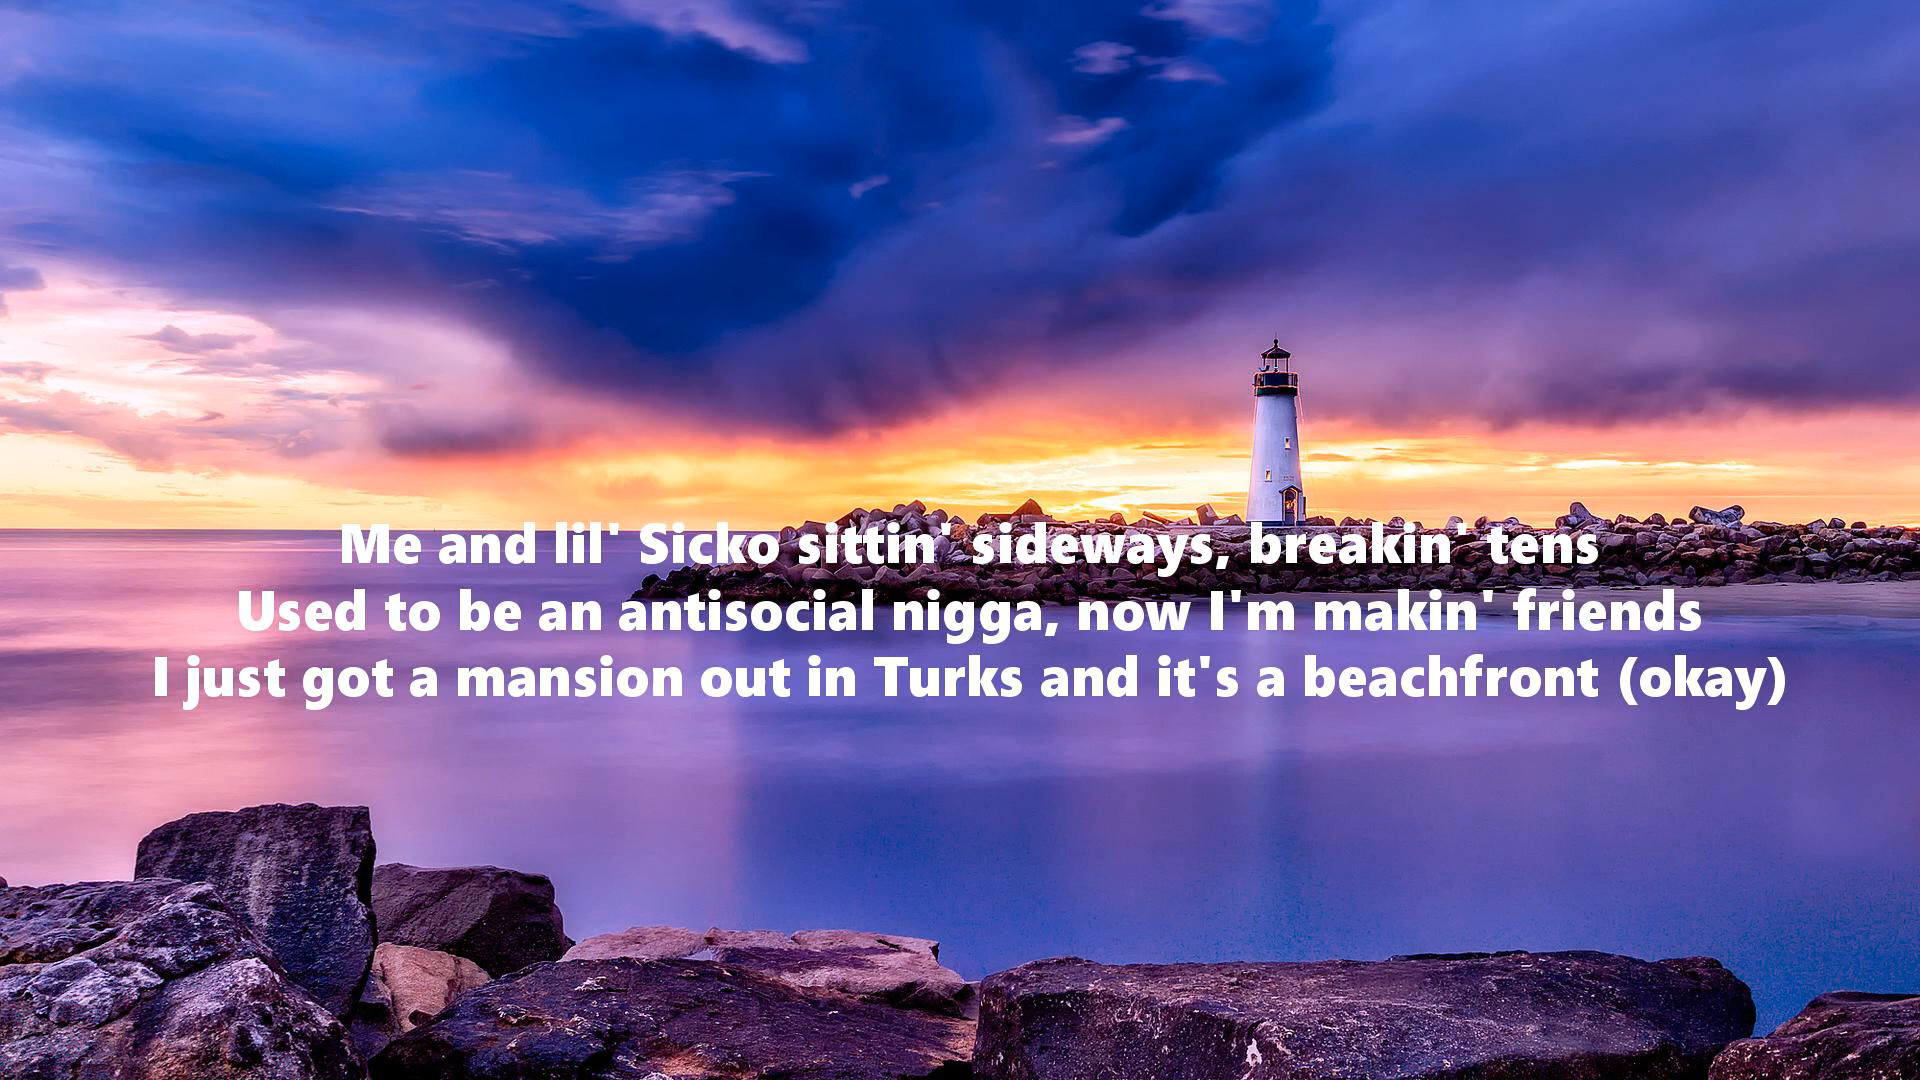 Me and lil' Sicko sittin' sideways, breakin' tens
Used to be an antisocial nigga, now I'm makin' friends
I just got a mansion out in Turks and it's a beachfront (okay)